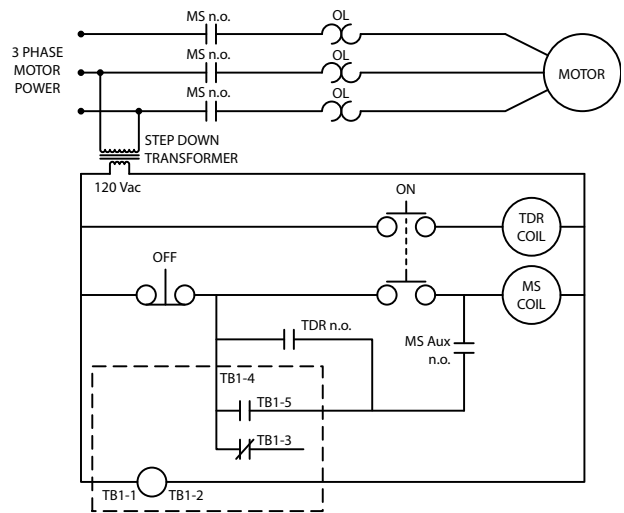 MS n.o.
OL
3 PHASE
MOTOR
POWER
MS n.o.
OL
MOTOR
MS n.o.
OL
STEP DOWN
TRANSFORMER
120 Vac
ON
TDR
COIL
OFF
MS
COIL
TDR n.o.
MS Aux
n.o.
TB1-4
TB1-5
TB1-3
TB1-1
TB1-2